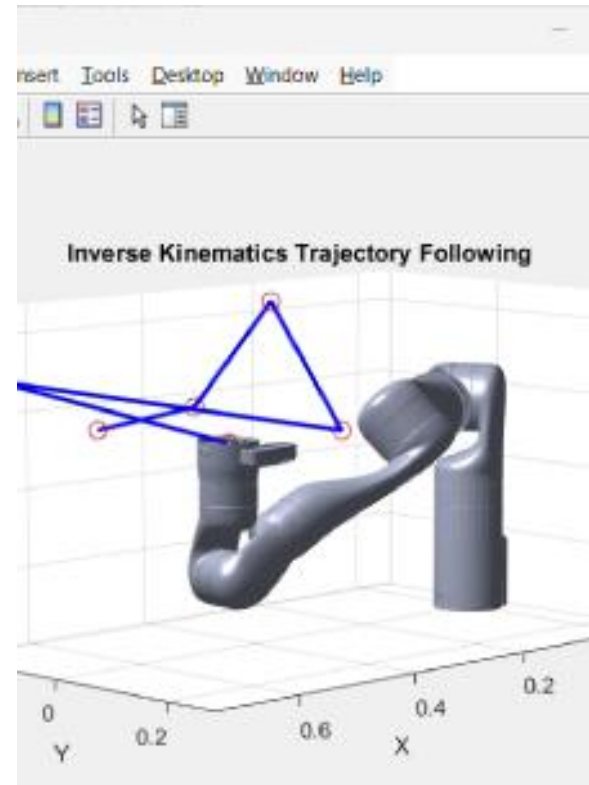 nsert Tools Desktop Window Help
Inverse Kinematics Trajectory Following
0 0.2 0.6 0.4 0.2
Y X